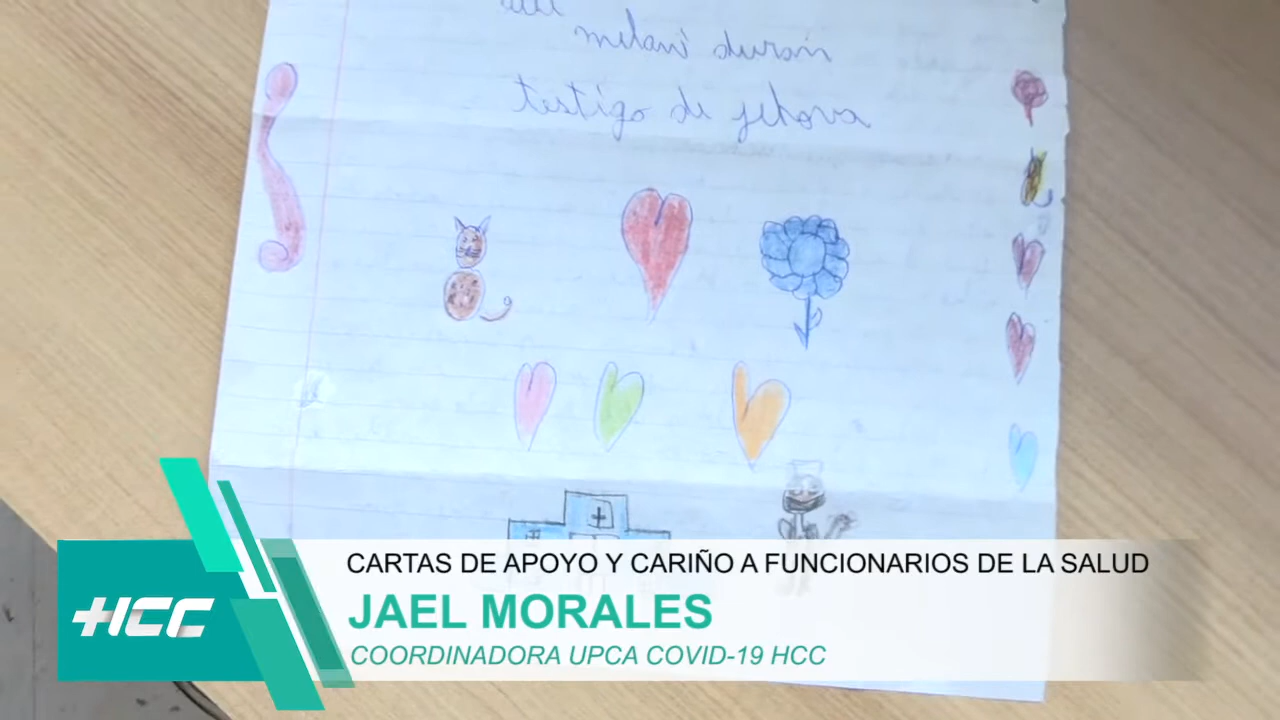 melani durán
testigo de jehova
CARTAS DE APOYO Y CARIÑO A FUNCIONARIOS DE LA SALUD
HCC
JAEL MORALES
COORDINADORA UPCA COVID-19 HCC